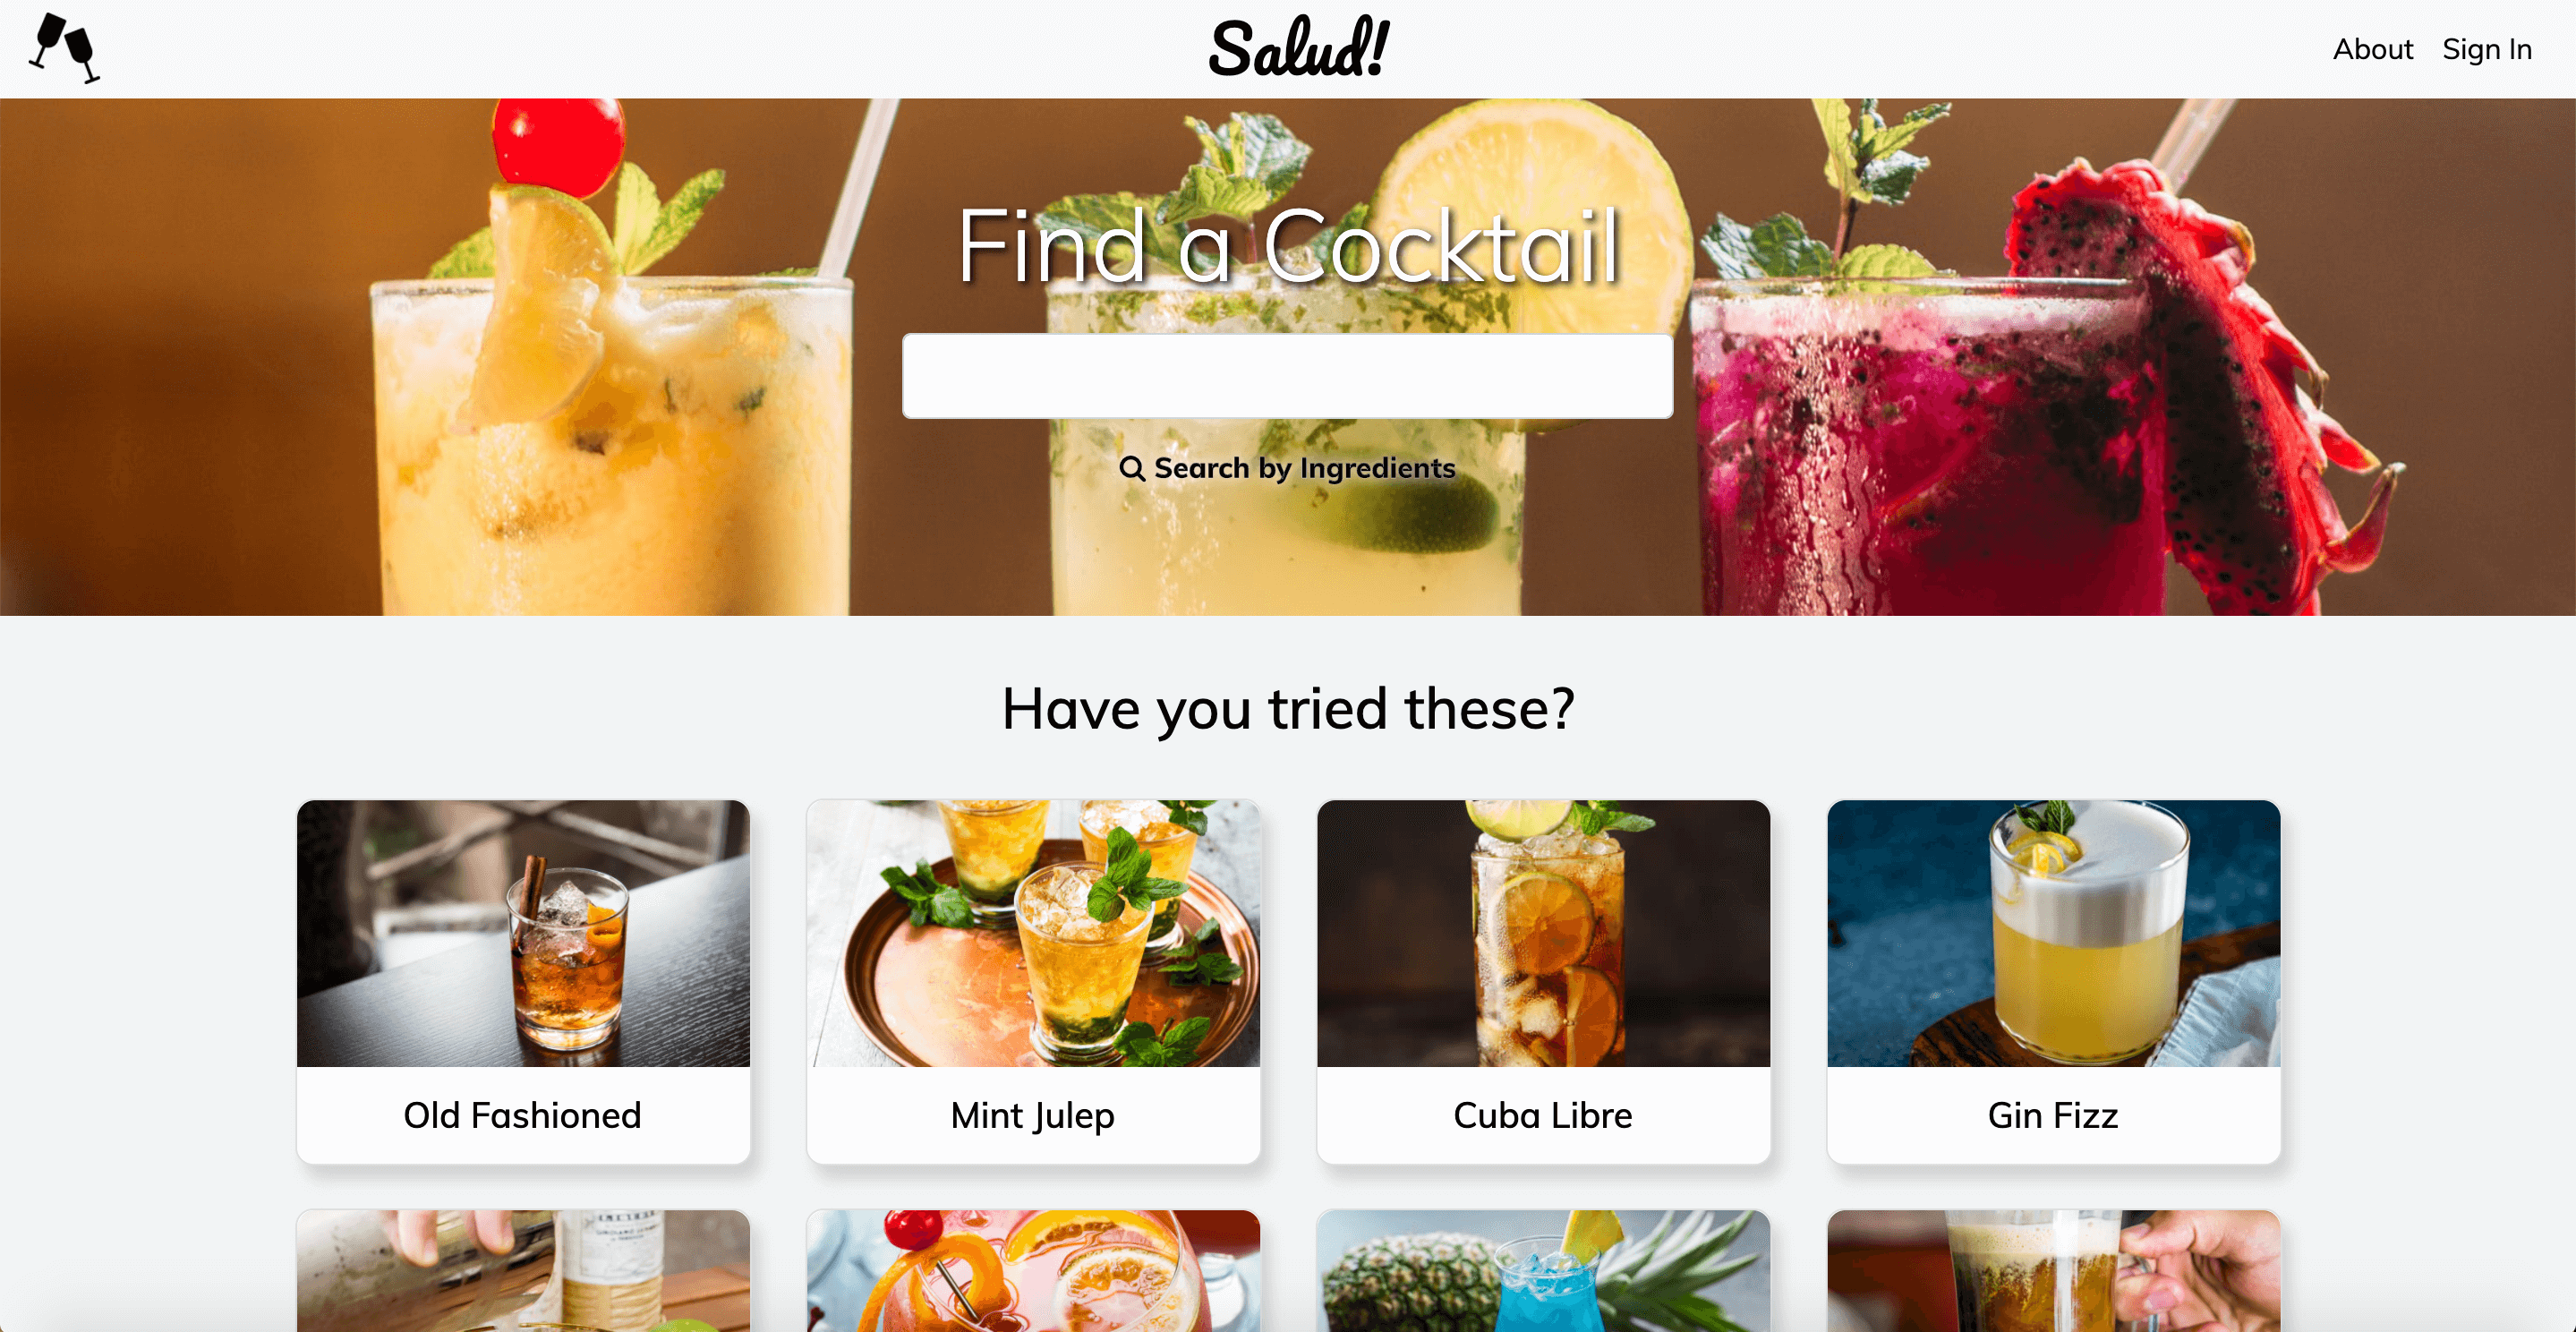 Salud!
About
Sign In
Find a Cocktail
Search by Ingredients
Have you tried these?
Old Fashioned
Mint Julep
Cuba Libre
Gin Fizz